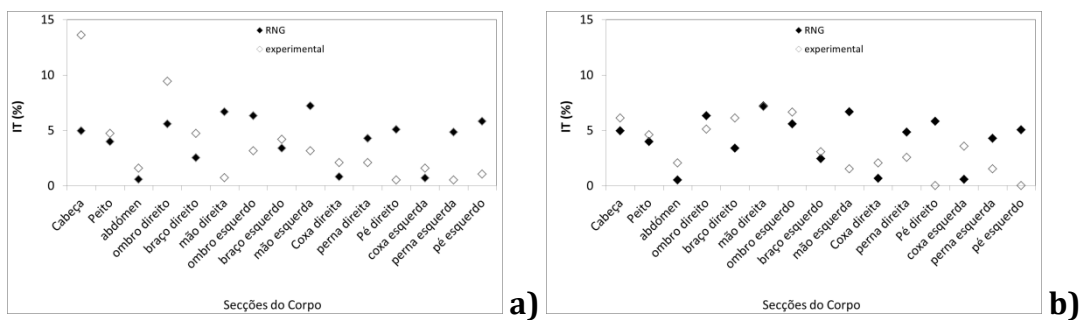 15
10
5
0
IT (%)
RNG
experimental
Cabeça
Peito
abdómen
ombro direito
braço direito
mão direita
ombro esquerdo
braço esquerdo
mão esquerda
Coxa direita
perna direita
Pé direito
coxa esquerda
perna esquerda
pé esquerdo
Secções do Corpo
a)
15
10
5
0
IT (%)
RNG
experimental
Cabeça
Peito
abdómen
ombro direito
braço direito
mão direita
ombro esquerdo
braço esquerdo
mão esquerda
Coxa direita
perna direita
Pé direito
coxa esquerda
perna esquerda
pé esquerdo
Secções do Corpo
b)